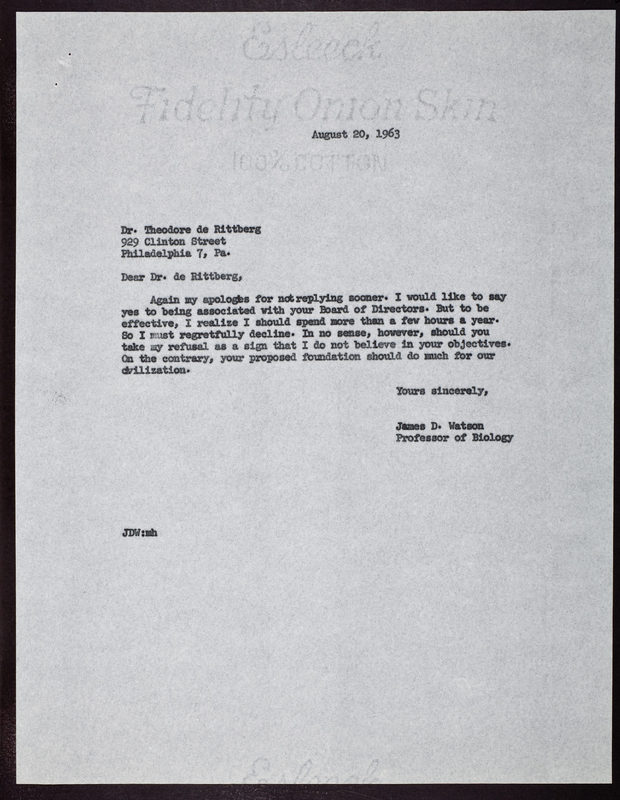 Eisleeck
Fidelity Onion Skin
August 20, 1963
100% COTTON
Dr. Theodore de Rittberg
929 Clinton Street
Philadelphia 7, Pa.
Dear Dr. de Rittberg,
Again my apologes for not replying sooner. I would like to say
yes to being associated with your Board of Directors. But to be
effective, I realize I should spend more than a few hours a year.
So I must regretfully decline. In no sense, however, should you
take my refusal as a sign that I do not believe in your objectives.
On the contrary, your proposed foundation should do much for our
civilization.
Yours sincerely,
James D. Watson
Professor of Biology
JDW:mh